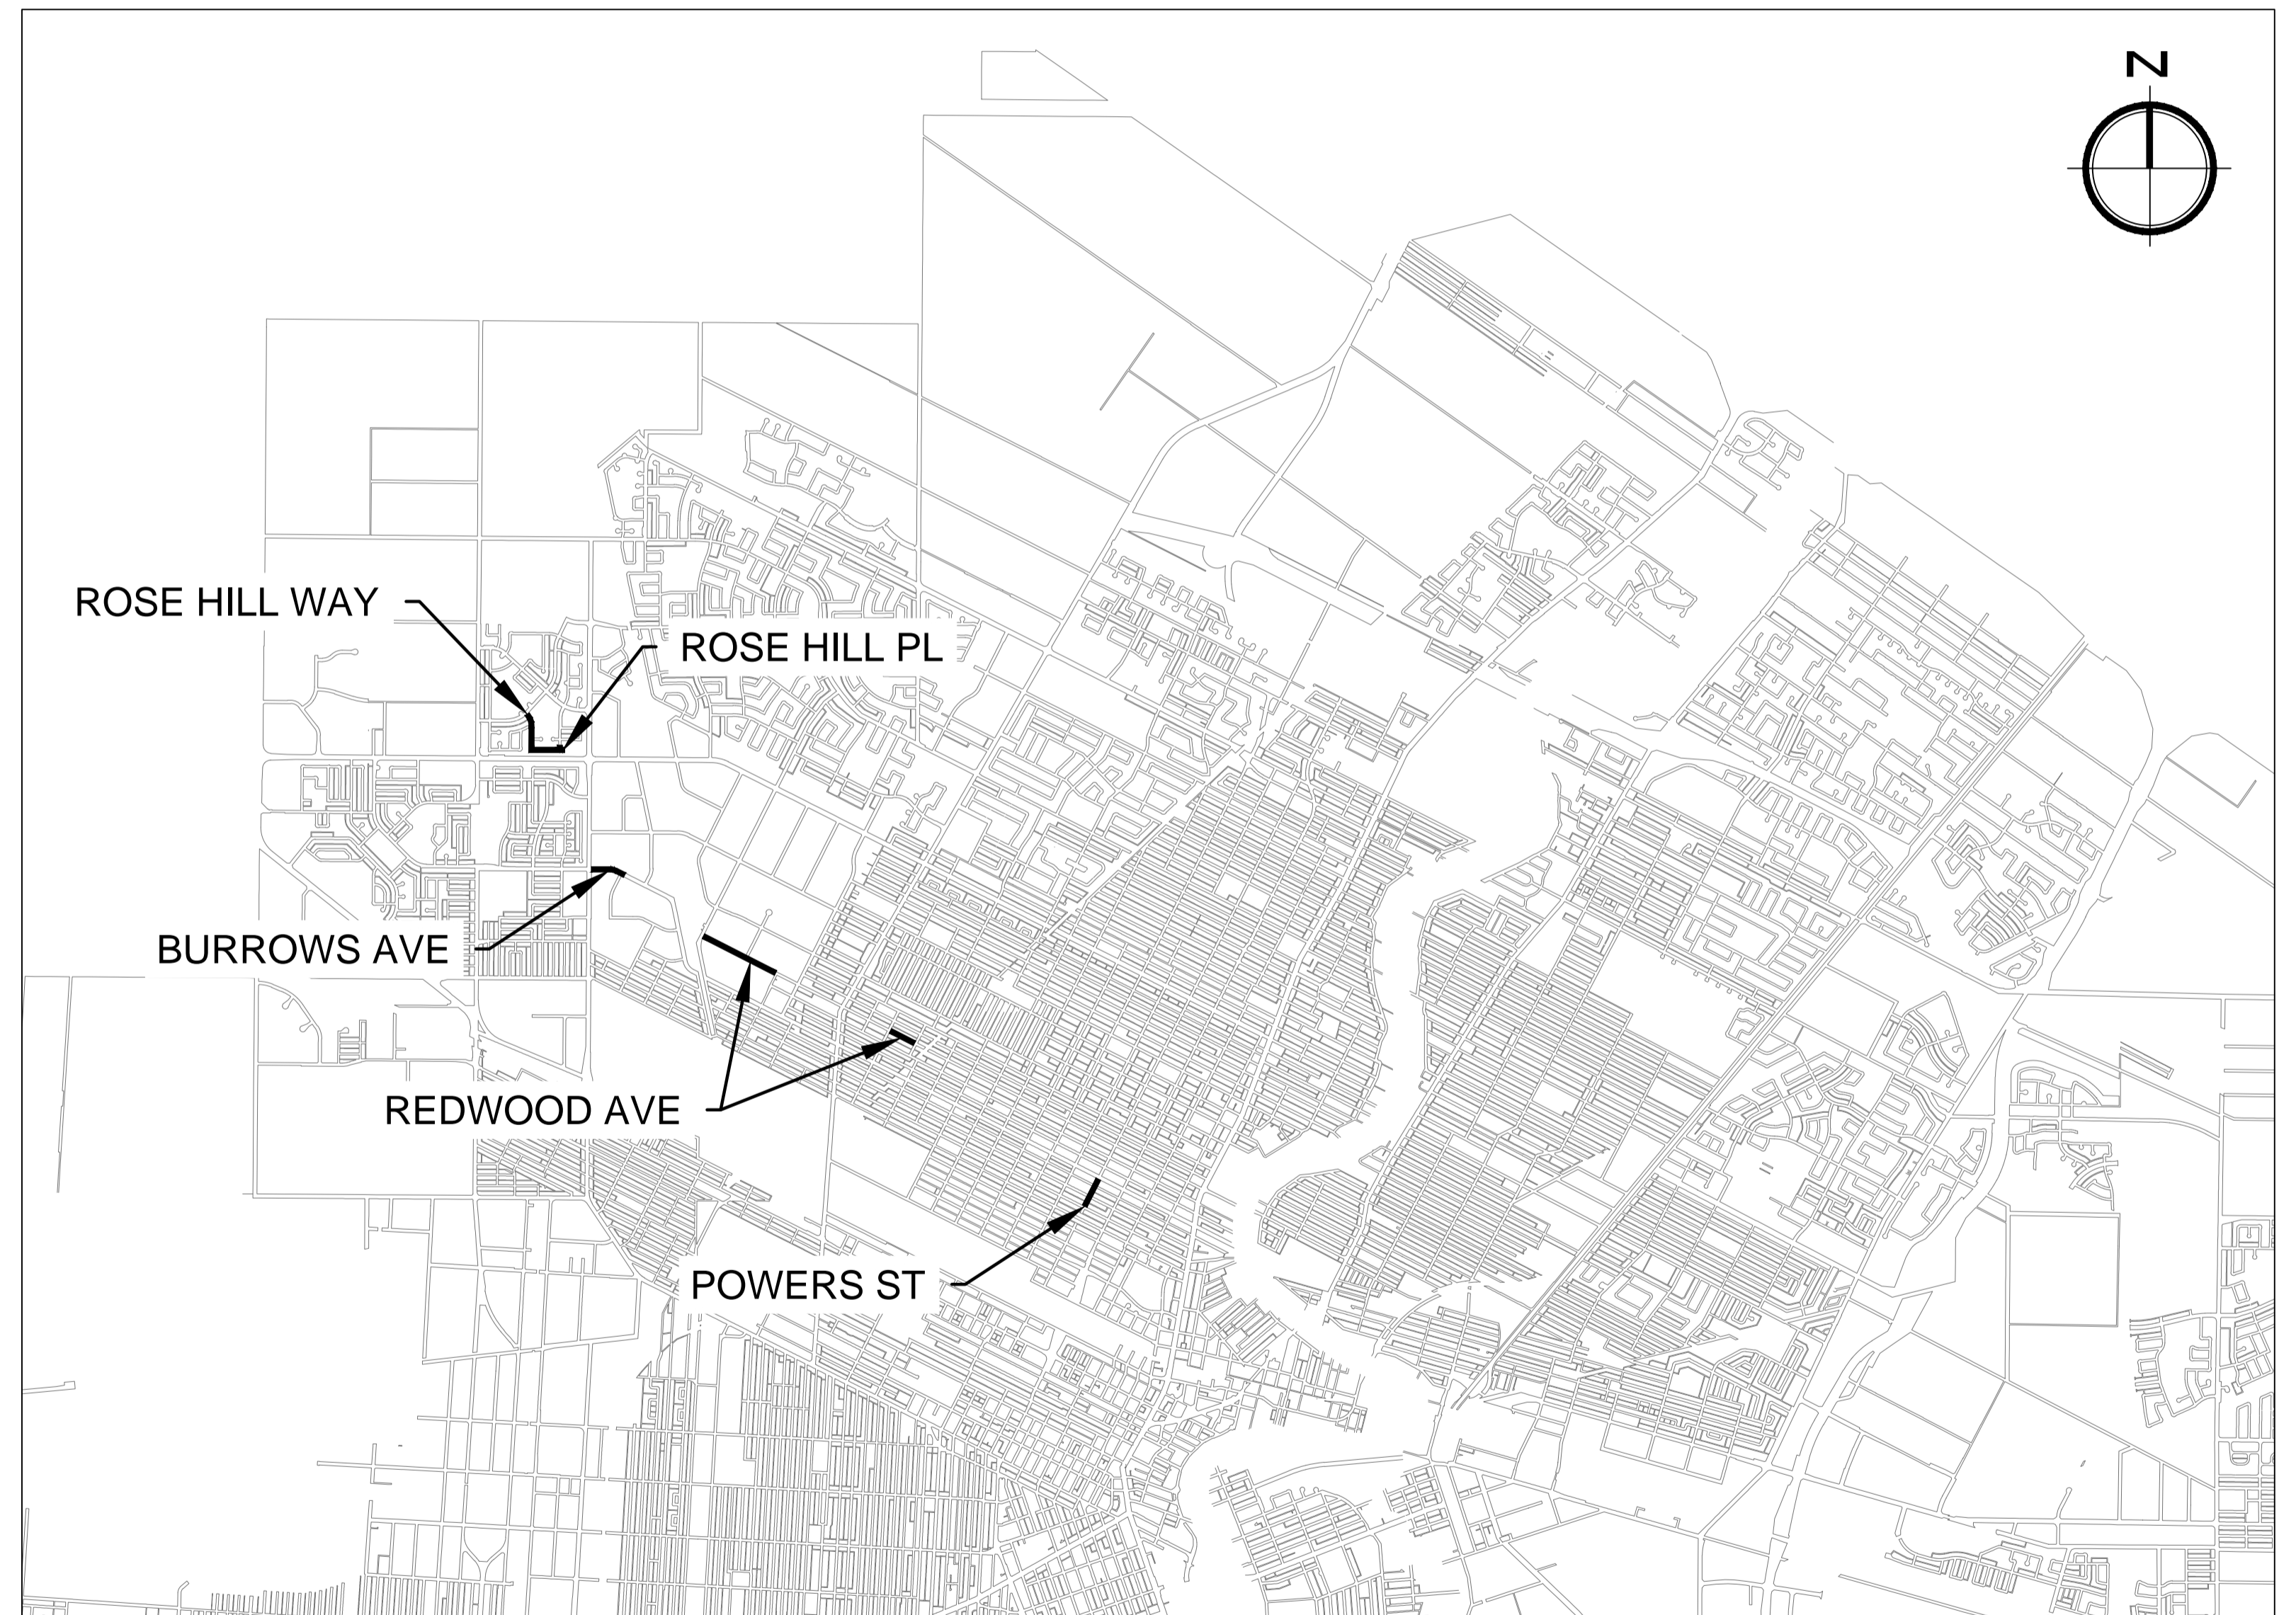 N
ROSE HILL WAY
ROSE HILL PL
BURROWS AVE
REDWOOD AVE
POWERS ST